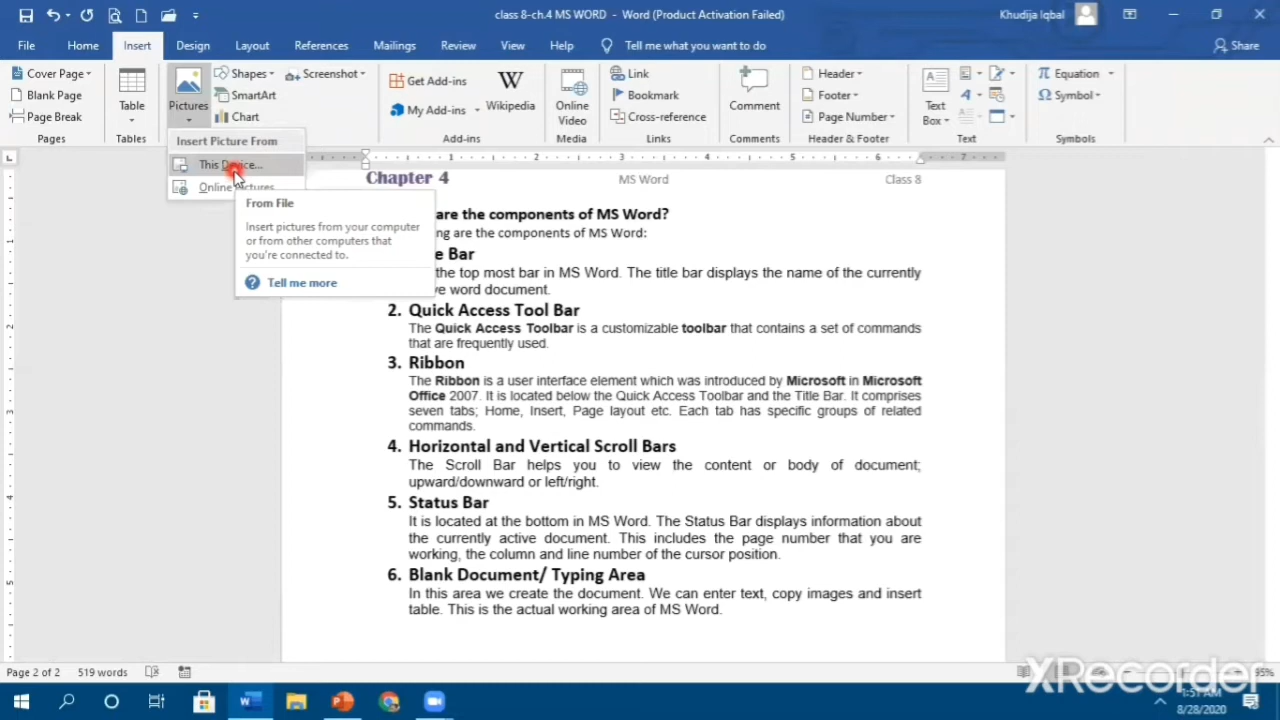 class 8-ch.4 MS WORD - Word (Product Activation Failed)
Khudija Iqbal
File Home Insert Design Layout References Mailings Review View Help Tell me what you want to do Share
Cover Page
Blank Page
Page Break
Pages
Table
Tables
Pictures
Shapes
SmartArt
Chart
Screenshot
Get Add-ins
My Add-ins
Wikipedia
Add-ins
Online
Video
Media
Link
Bookmark
Cross-reference
Links
Comment
Comments
Header
Footer
Page Number
Header & Footer
Text
Box
Text
Equation
Symbol
Symbols
Insert Picture From
This Device...
Online Pictures...
From File
Insert pictures from your computer
or from other computers that
you're connected to.
Tell me more
1 2 3 4 5 6 7
Chapter 4 MS Word Class 8
are the components of MS Word?
ng are the components of MS Word:
e Bar
the top most bar in MS Word. The title bar displays the name of the currently
ve word document.
2. Quick Access Tool Bar
The Quick Access Toolbar is a customizable toolbar that contains a set of commands
that are frequently used.
3. Ribbon
The Ribbon is a user interface element which was introduced by Microsoft in Microsoft
Office 2007. It is located below the Quick Access Toolbar and the Title Bar. It comprises
seven tabs; Home, Insert, Page layout etc. Each tab has specific groups of related
commands.
4. Horizontal and Vertical Scroll Bars
The Scroll Bar helps you to view the content or body of document;
upward/downward or left/right.
5. Status Bar
It is located at the bottom in MS Word. The Status Bar displays information about
the currently active document. This includes the page number that you are
working, the column and line number of the cursor position.
6. Blank Document/ Typing Area
In this area we create the document. We can enter text, copy images and insert
table. This is the actual working area of MS Word.
Page 2 of 2 519 words
XRecorder
1:51 AM
8/28/2020